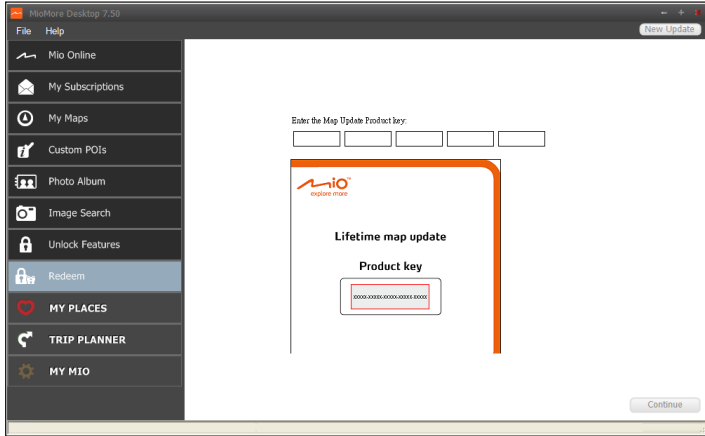 MioMore Desktop 7.50
File Help
New Update
Mio Online
My Subscriptions
My Maps
Custom POIs
Photo Album
Image Search
Unlock Features
Redeem
MY PLACES
TRIP PLANNER
MY MIO
Enter the Map Update Product key:
Mio™
explore more
Lifetime map update
Product key
xxxxx-xxxxx-xxxxx-xxxxx-xxxxx
Continue